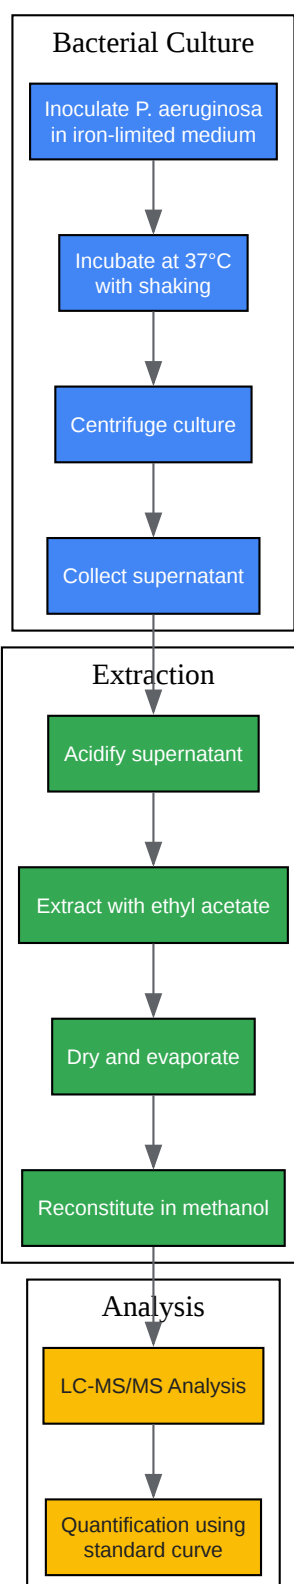 Bacterial Culture
Inoculate P. aeruginosa
in iron-limited medium
Incubate at 37°C
with shaking
Centrifuge culture
Collect supernatant
Extraction
Acidify supernatant
Extract with ethyl acetate
Dry and evaporate
Reconstitute in methanol
Analysis
LC-MS/MS Analysis
Quantification using
standard curve